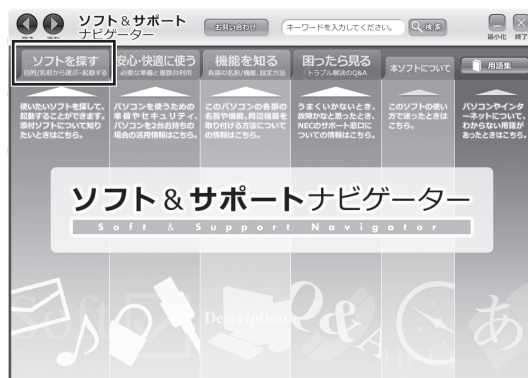 ソフト&サポート
ナビゲーター
お問い合わせ
キーワードを入力してください。
検索
最小化 終了
ソフトを探す
目的/名前から選ぶ・起動する
安心・快適に使う
必要な準備と複数台利用
機能を知る
各部の名称/機能、設定方法
困ったら見る
トラブル解決のQ&A
本ソフトについて
用語集
使いたいソフトを探して、
起動することができます。
添付ソフトについて知り
たいときはこちら。
パソコンを使うための
準備やセキュリティ、
パソコンを2台お持ちの
場合の活用情報はこちら。
このパソコンの各部の
名前や機能、周辺機器を
取り付ける方法について
の情報はこちら。
うまくいかないとき、
故障かなと思ったとき、
NECのサポート窓口に
ついての情報はこちら。
このソフトの使い
方で迷ったときは
こちら。
パソコンやインタ
ーネットについて、
わからない用語が
あったときはこちら。
ソフト&サポートナビゲーター
Soft & Support Navigator
Soft
Description
Q&A
HELP
あ